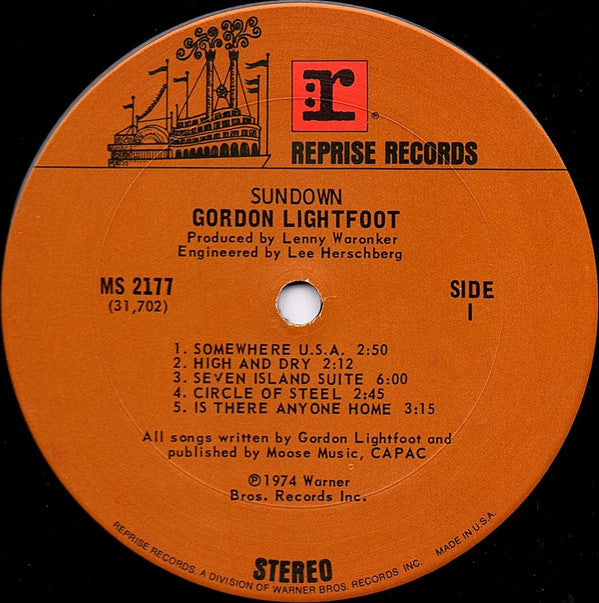 :r
®
REPRISE RECORDS
SUNDOWN
GORDON LIGHTFOOT
Produced by Lenny Waronker
Engineered by Lee Herschberg
MS 2177
(31,702)
SIDE
1
1. SOMEWHERE U.S.A. 2:50
2. HIGH AND DRY 2:12
3. SEVEN ISLAND SUITE 6:00
4. CIRCLE OF STEEL 2:45
5. IS THERE ANYONE HOME 3:15
All songs written by Gordon Lightfoot and
published by Moose Music, CAPAC
℗1974 Warner
Bros. Records Inc.
STEREO
REPRISE RECORDS, A DIVISION OF WARNER BROS. RECORDS INC. MADE IN U.S.A.